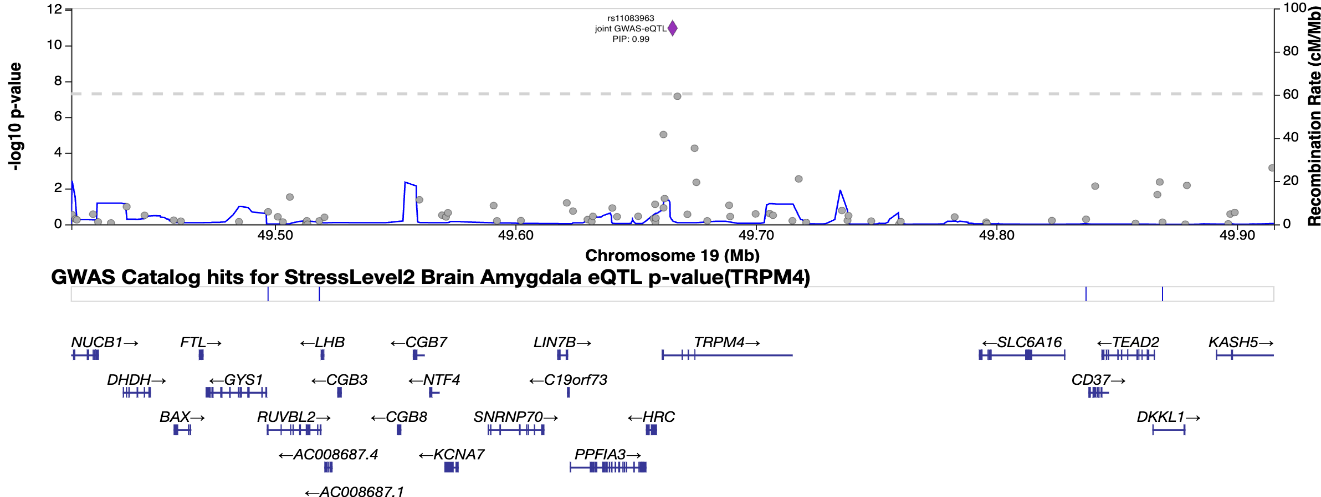 rs11083963
joint GWAS-eQTL
PIP: 0.99
-log10 p-value
12
10
8
6
4
2
0
100
80
60
40
20
0
Recombination Rate (cM/Mb)
49.50
49.60
49.70
49.80
49.90
Chromosome 19 (Mb)
GWAS Catalog hits for StressLevel2 Brain Amygdala eQTL p-value(TRPM4)
NUCB1→
FTL→
←LHB
←CGB7
LIN7B→
TRPM4→
←SLC6A16
←TEAD2
KASH5→
DHDH→
←GYS1
←CGB3
←NTF4
←C19orf73
CD37→
BAX→
RUVBL2→
←CGB8
SNRNP70→
←HRC
DKKL1→
←AC008687.4
←KCNA7
PPFIA3→
←AC008687.1